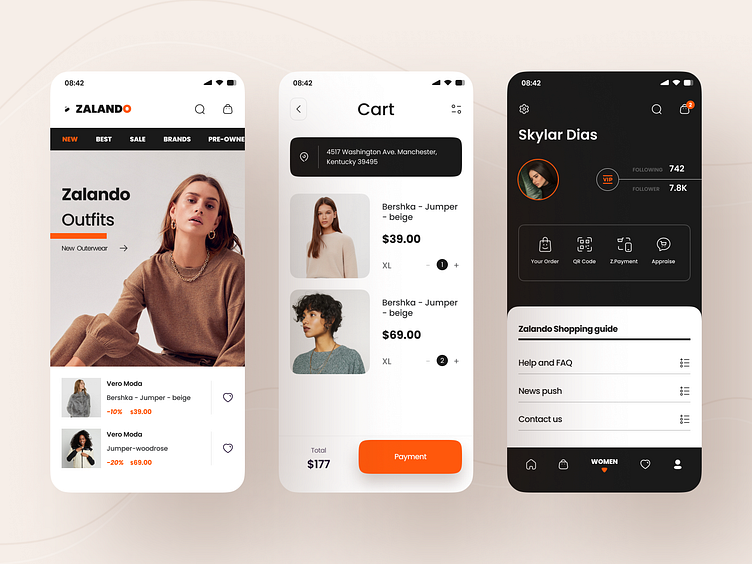 08:42
ZALANDO
NEW BEST SALE BRANDS PRE-OWNE
Zalando
Outfits
New Outerwear
Vero Moda
Bershka - Jumper - beige
-10% $39.00
Vero Moda
Jumper-woodrose
-20% $69.00
08:42
Cart
4517 Washington Ave. Manchester,
Kentucky 39495
Bershka - Jumper
- beige
$39.00
XL - 1 +
Bershka - Jumper
- beige
$69.00
XL - 2 +
Total
$177
Payment
08:42
2
Skylar Dias
VIP
FOLLOWING 742
FOLLOWER 7.8K
Your Order QR Code Z.Payment Appraise
Zalando Shopping guide
Help and FAQ
News push
Contact us
WOMEN